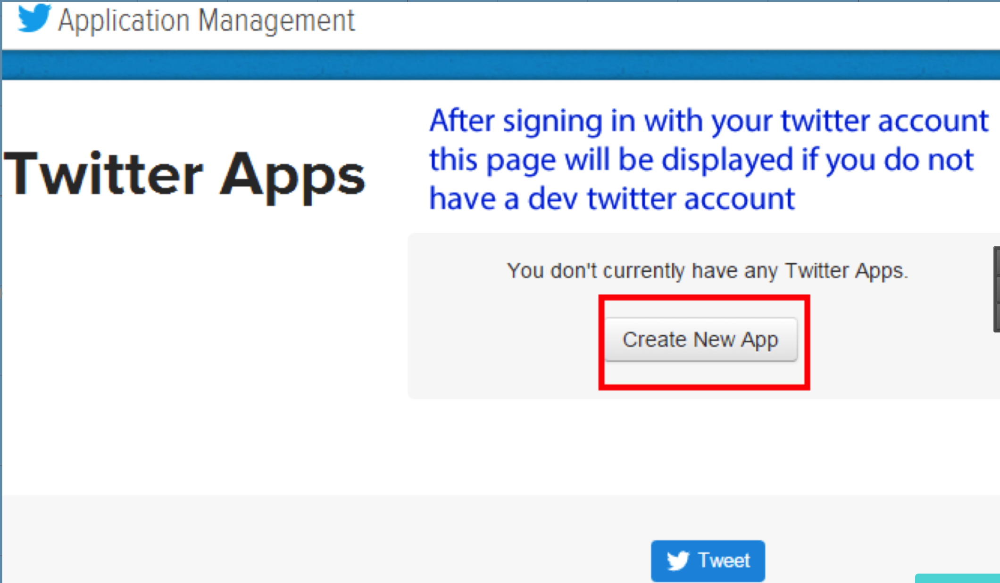 Application Management
After signing in with your twitter account
this page will be displayed if you do not
have a dev twitter account
Twitter Apps
You don't currently have any Twitter Apps.
Create New App
Tweet